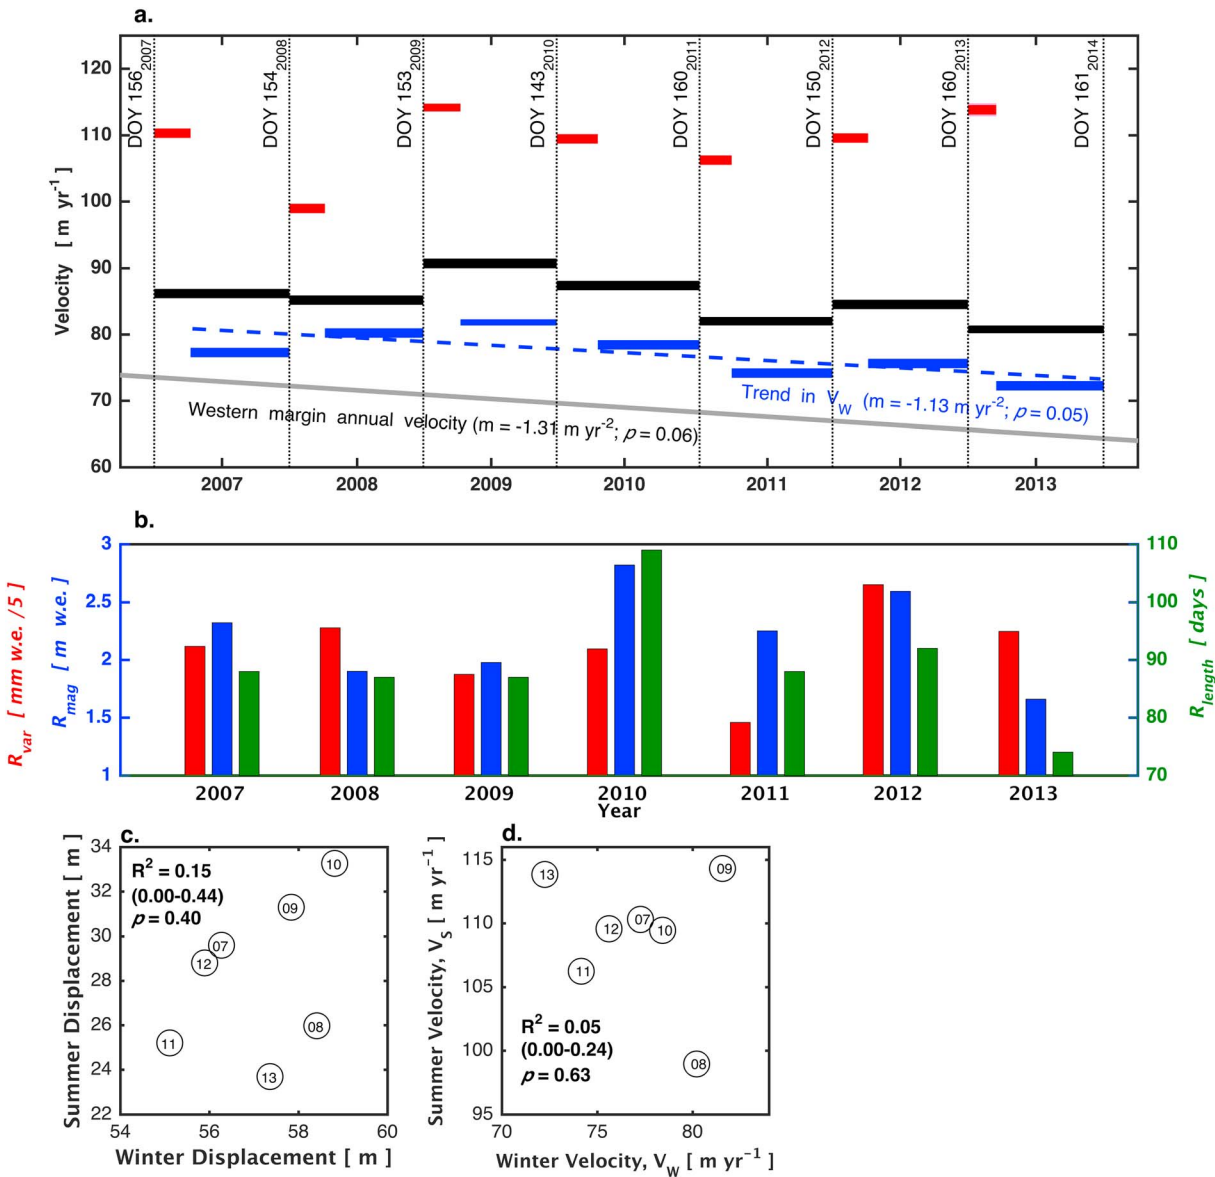 a.
DOY 156 2007
DOY 154 2008
DOY 153 2009
DOY 143 2010
DOY 160 2011
DOY 150 2012
DOY 160 2013
DOY 161 2014
Velocity [ m yr-1]
120
110
100
90
80
70
60
Trend in VW (m = -1.13 m yr-2; p = 0.05)
Western margin annual velocity (m = -1.31 m yr-2; p = 0.06)
2007 2008 2009 2010 2011 2012 2013
b.
Rvar [ mm w.e. / 5 ]
Rmag [ m w.e. ]
3
2.5
2
1.5
1
110
100
90
80
70
Rlength [ days ]
2007 2008 2009 2010 2011 2012 2013
Year
c.
Summer Displacement [ m ]
34
32
30
28
26
24
22
R2 = 0.15
(0.00-0.44)
p = 0.40
10
09
07
12
08
11
13
54 56 58 60
Winter Displacement [ m ]
d.
Summer Velocity, VS [ m yr−1 ]
115
110
105
100
95
13
09
07
12
10
11
08
R2 = 0.05
(0.00-0.24)
p = 0.63
70 75 80
Winter Velocity, VW [ m yr−1 ]